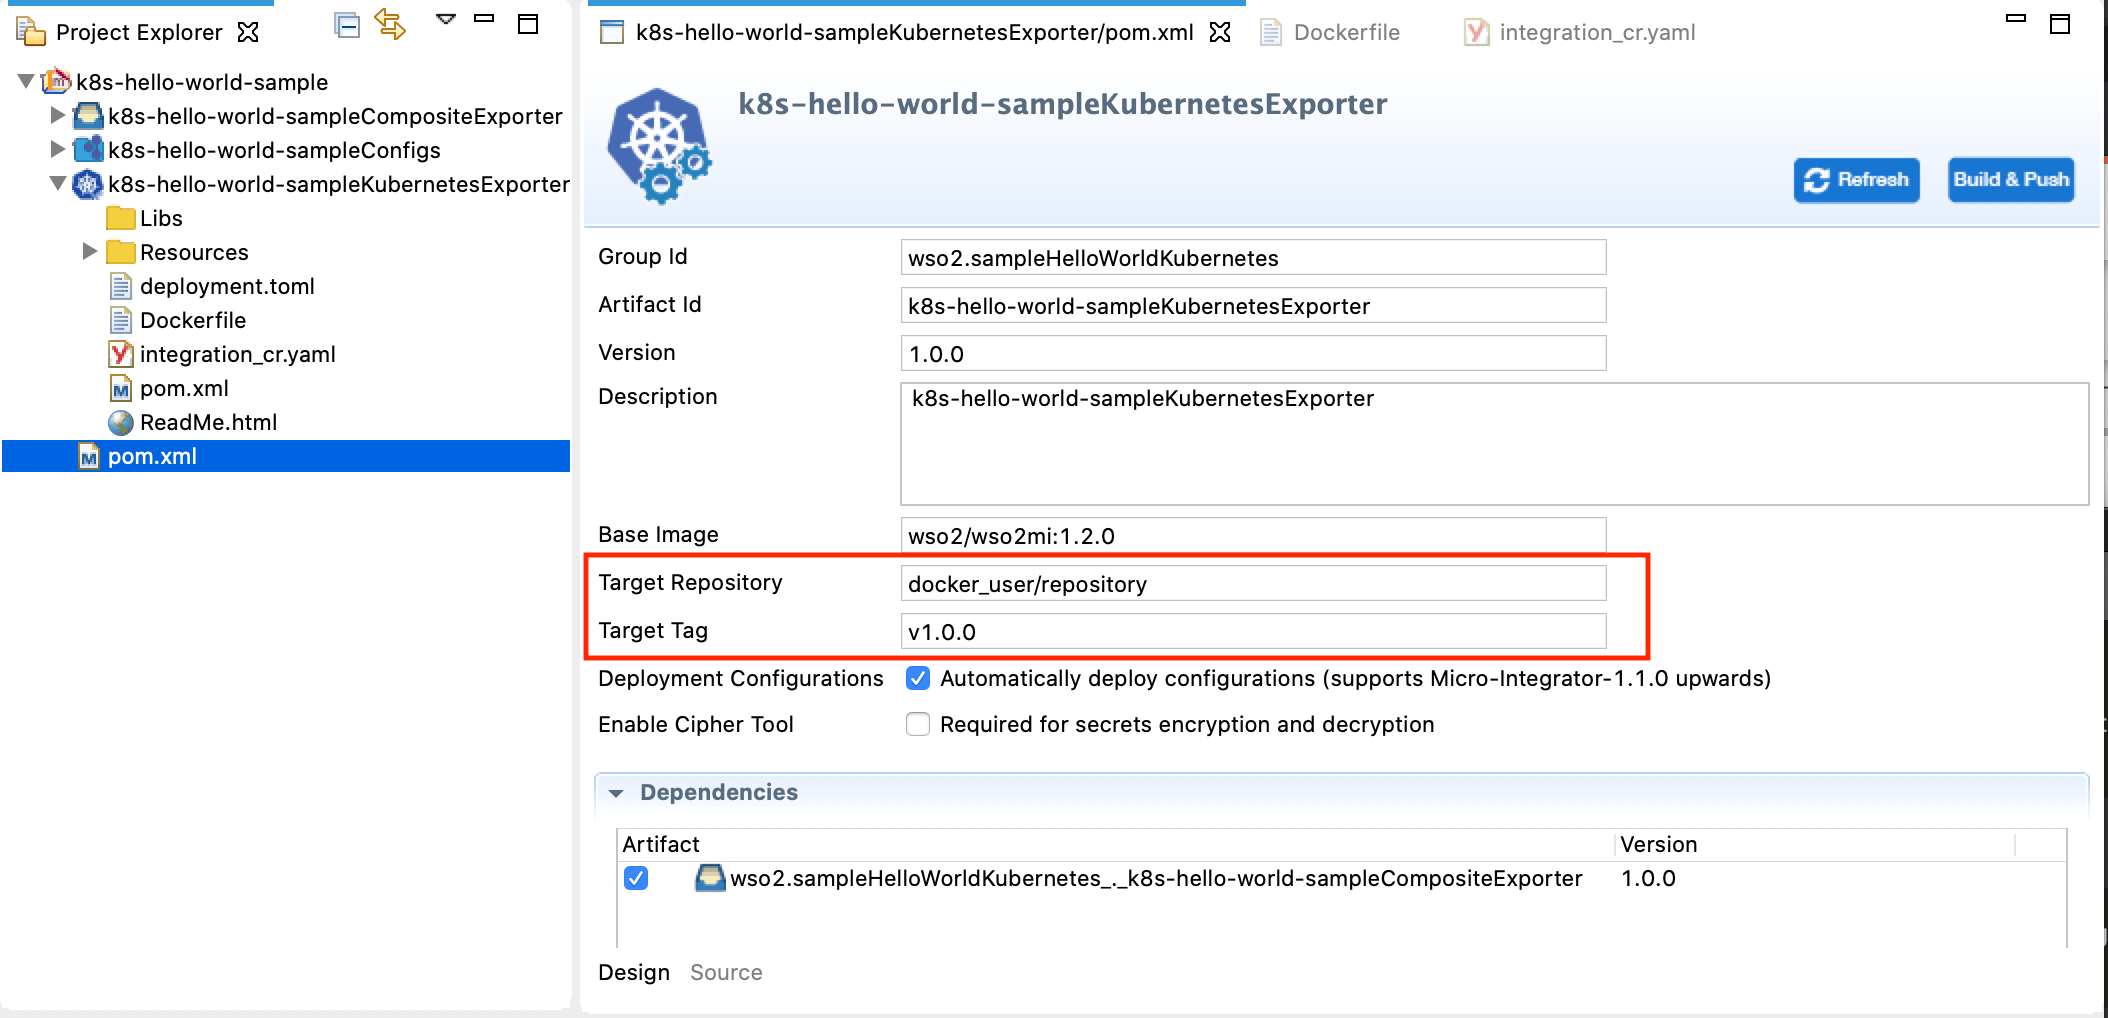 Project Explorer
k8s-hello-world-sample
k8s-hello-world-sampleCompositeExporter
k8s-hello-world-sampleConfigs
k8s-hello-world-sampleKubernetesExporter
Libs
Resources
deployment.toml
Dockerfile
integration_cr.yaml
pom.xml
ReadMe.html
pom.xml
k8s-hello-world-sampleKubernetesExporter/pom.xml Dockerfile integration_cr.yaml
k8s-hello-world-sampleKubernetesExporter
Refresh Build & Push
Group Id wso2.sampleHelloWorldKubernetes
Artifact Id k8s-hello-world-sampleKubernetesExporter
Version 1.0.0
Description k8s-hello-world-sampleKubernetesExporter
Base Image wso2/wso2mi:1.2.0
Target Repository docker_user/repository
Target Tag v1.0.0
Deployment Configurations Automatically deploy configurations (supports Micro-Integrator-1.1.0 upwards)
Enable Cipher Tool Required for secrets encryption and decryption
Dependencies
Artifact Version
wso2.sampleHelloWorldKubernetes_._k8s-hello-world-sampleCompositeExporter 1.0.0
Design Source